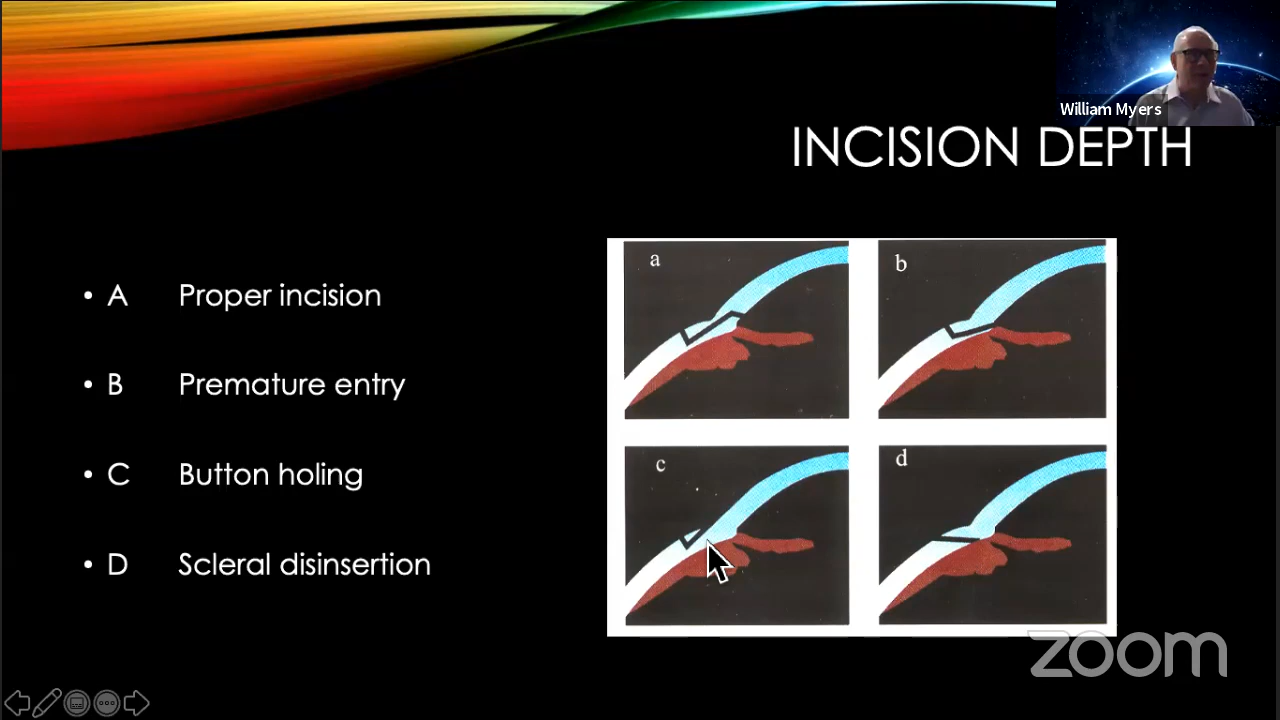 William Myers
INCISION DEPTH
• A Proper incision
• B Premature entry
• C Button holing
• D Scleral disinsertion
a
b
c
d
zoom